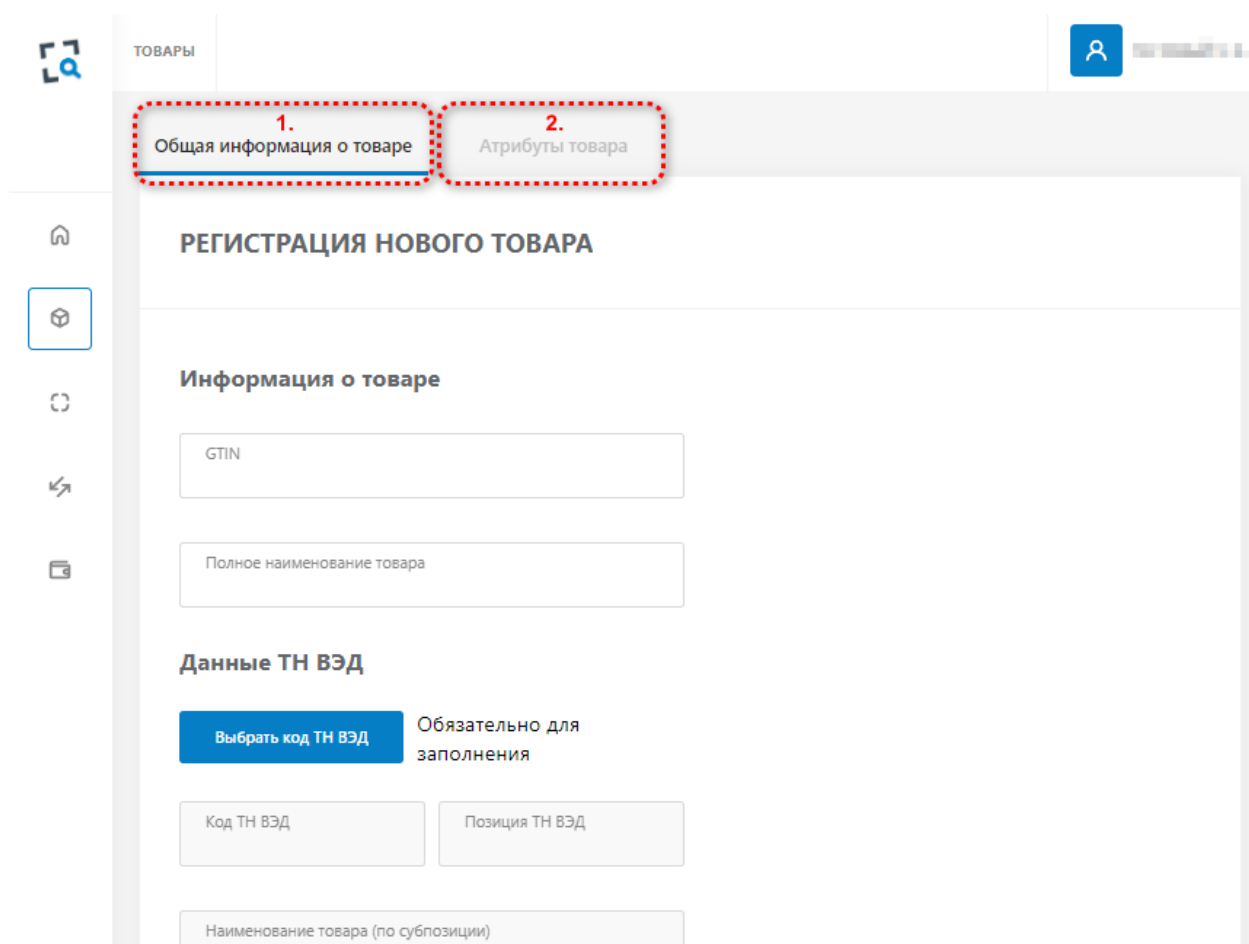 ТОВАРЫ
1.
Общая информация о товаре
2.
Атрибуты товара
РЕГИСТРАЦИЯ НОВОГО ТОВАРА
Информация о товаре
GTIN
Полное наименование товара
Данные ТН ВЭД
Выбрать код ТН ВЭД
Обязательно для
заполнения
Код ТН ВЭД
Позиция ТН ВЭД
Наименование товара (по субпозиции)